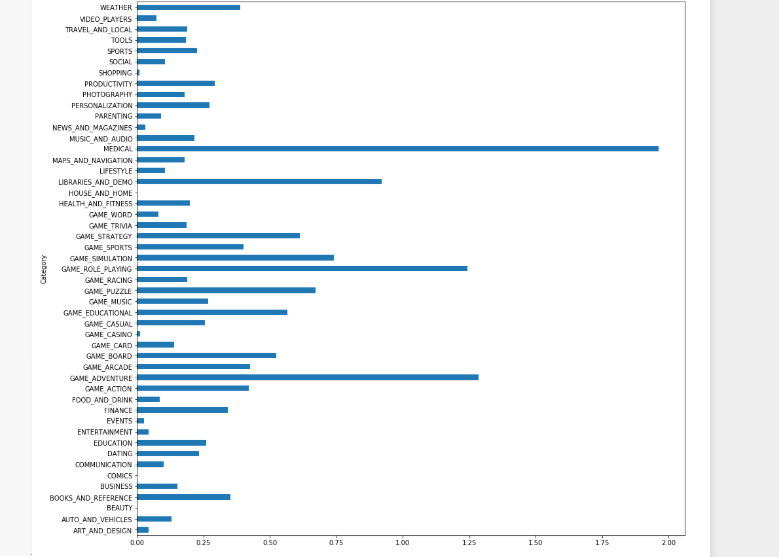 WEATHER
VIDEO_PLAYERS
TRAVEL_AND_LOCAL
TOOLS
SPORTS
SOCIAL
SHOPPING
PRODUCTIVITY
PHOTOGRAPHY
PERSONALIZATION
PARENTING
NEWS_AND_MAGAZINES
MUSIC_AND_AUDIO
MEDICAL
MAPS_AND_NAVIGATION
LIFESTYLE
LIBRARIES_AND_DEMO
HOUSE_AND_HOME
HEALTH_AND_FITNESS
GAME_WORD
GAME_TRIVIA
GAME_STRATEGY
GAME_SPORTS
GAME_SIMULATION
GAME_ROLE_PLAYING
GAME_RACING
GAME_PUZZLE
GAME_MUSIC
GAME_EDUCATIONAL
GAME_CASUAL
GAME_CASINO
GAME_CARD
GAME_BOARD
GAME_ARCADE
GAME_ADVENTURE
GAME_ACTION
FOOD_AND_DRINK
FINANCE
EVENTS
ENTERTAINMENT
EDUCATION
DATING
COMMUNICATION
COMICS
BUSINESS
BOOKS_AND_REFERENCE
BEAUTY
AUTO_AND_VEHICLES
ART_AND_DESIGN
Category
0.00 0.25 0.50 0.75 1.00 1.25 1.50 1.75 2.00